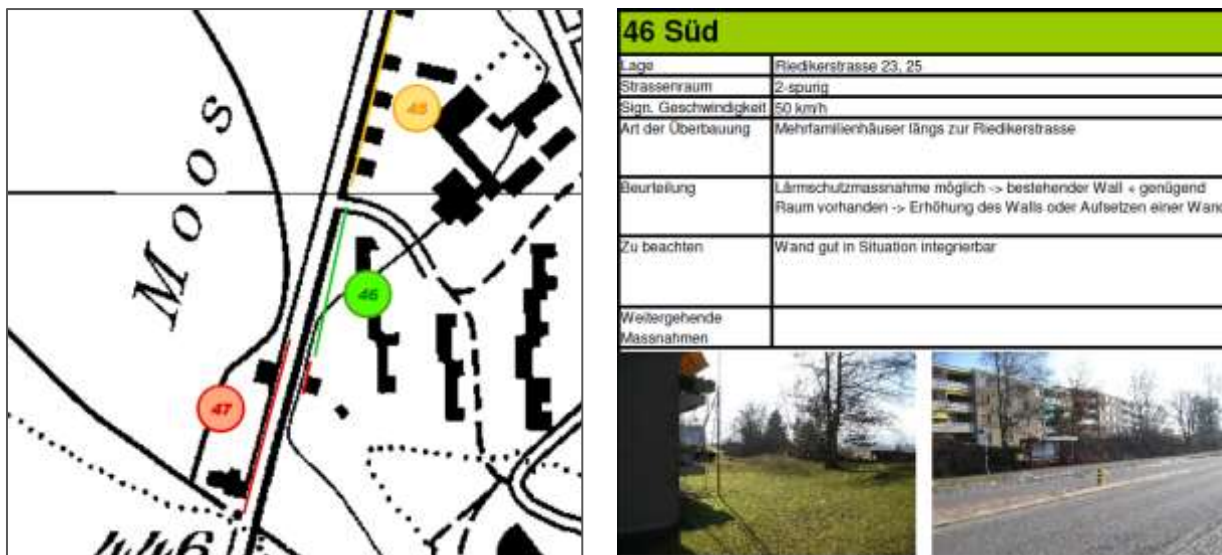 Moos
45
46
47
446
46 Süd
Lage Riedikerstrasse 23, 25
Strassenraum 2-spurig
Sign. Geschwindigkeit 50 km/h
Art der Überbauung Mehrfamilienhäuser längs zur Riedikerstrasse
Beurteilung Lärmschutzmassnahme möglich -> bestehender Wall + genügend
Raum vorhanden -> Erhöhung des Walls oder Aufsetzen einer Wand
Zu beachten Wand gut in Situation integrierbar
Weitergehende
Massnahmen